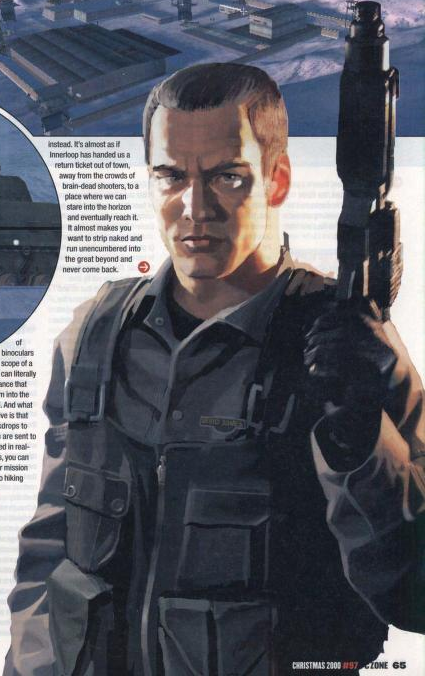 instead. It's almost as if
Innerloop has handed us a
return ticket out of town,
away from the crowds of
brain-dead shooters, to a
place where we can
stare into the horizon
and eventually reach it.
It almost makes you
want to strip naked and
run unencumbered into
the great beyond and
never come back.
of
binoculars
scope of a
can literally
ance that
m into the
. And what
ve is that
kdrops to
are sent to
ed in real-
s, you can
r mission
o hiking
CHRISTMAS 2000 #97 ZONE 65